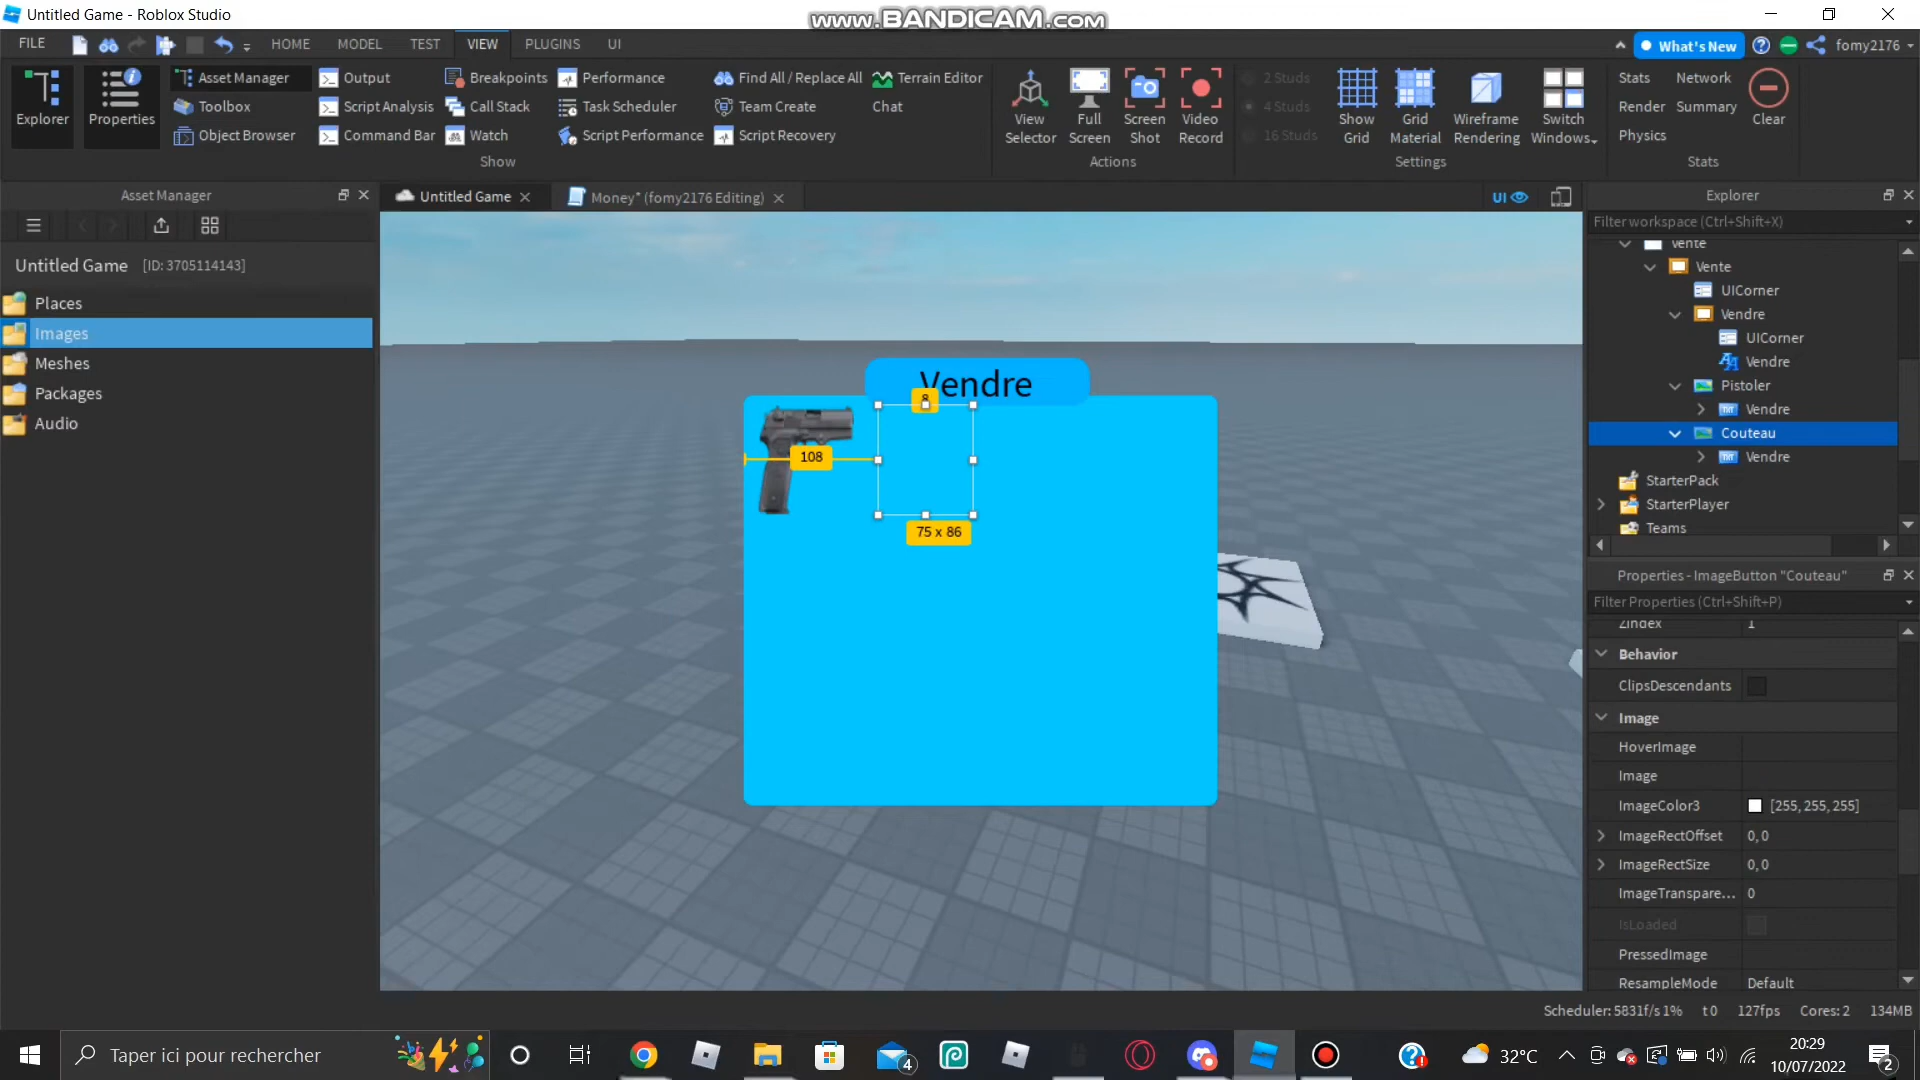 Untitled Game - Roblox Studio
www.BANDICAM.com
FILE HOME MODEL TEST VIEW PLUGINS UI
What's New fomy2176
Explorer
Properties
Asset Manager
Toolbox
Object Browser
Output
Script Analysis
Command Bar
Breakpoints
Call Stack
Watch
Performance
Task Scheduler
Script Performance
Find All / Replace All
Team Create
Script Recovery
Terrain Editor
Chat
Show
View Selector
Full Screen
Screen Shot
Video Record
Actions
2 Studs
4 Studs
16 Studs
Show Grid
Grid Material
Wireframe Rendering
Switch Windows
Settings
Stats Network
Render Summary
Physics
Clear
Stats
Asset Manager
Untitled Game [ID: 3705114143]
Places
Images
Meshes
Packages
Audio
Untitled Game
Money* (fomy2176 Editing)
UI
Vendre
8
108
75 x 86
Explorer
Filter workspace (Ctrl+Shift+X)
Vente
Vente
UICorner
Vendre
UICorner
Vendre
Pistoler
Vendre
Couteau
Vendre
StarterPack
StarterPlayer
Teams
Properties - ImageButton "Couteau"
Filter Properties (Ctrl+Shift+P)
ZIndex 1
Behavior
ClipsDescendants
Image
HoverImage
Image
ImageColor3 [255, 255, 255]
ImageRectOffset 0, 0
ImageRectSize 0, 0
ImageTranspare... 0
IsLoaded
PressedImage
ResampleMode Default
Scheduler: 5831f/s 1% t 0 127fps Cores: 2 134MB
Taper ici pour rechercher
4
32°C
20:29
10/07/2022
2